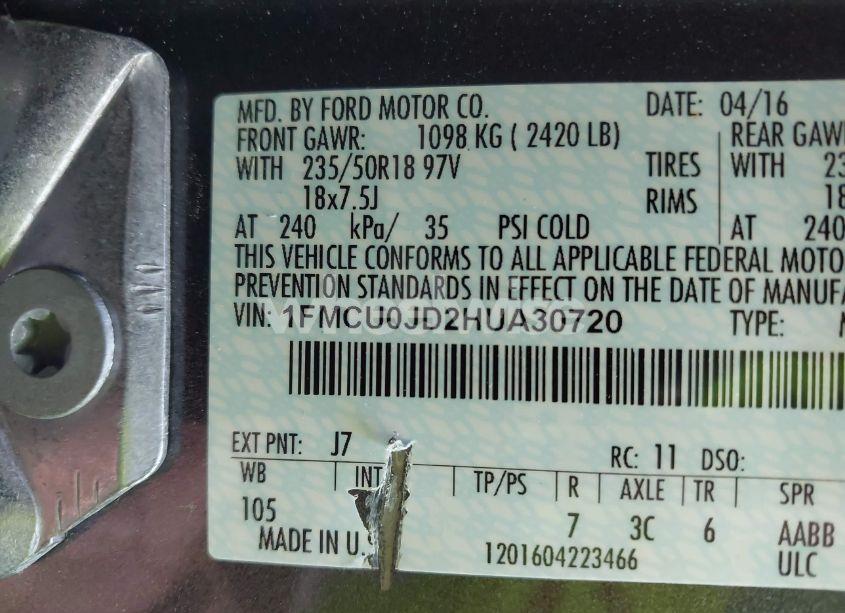 MFD. BY FORD MOTOR CO. DATE: 04/16
FRONT GAWR: 1098 KG ( 2420 LB) REAR GAW
WITH 235/50R18 97V TIRES WITH 23
18x7.5J RIMS 18
AT 240 kPa/ 35 PSI COLD AT 240
THIS VEHICLE CONFORMS TO ALL APPLICABLE FEDERAL MOTO
PREVENTION STANDARDS IN EFFECT ON THE DATE OF MANUFA
VIN: 1FMCU0JD2HUA30720 TYPE:
EXT PNT: J7 RC: 11 DSO:
WB INT TP/PS R AXLE TR SPR
105 7 3C 6 AABB
MADE IN U. 1201604223466 ULC